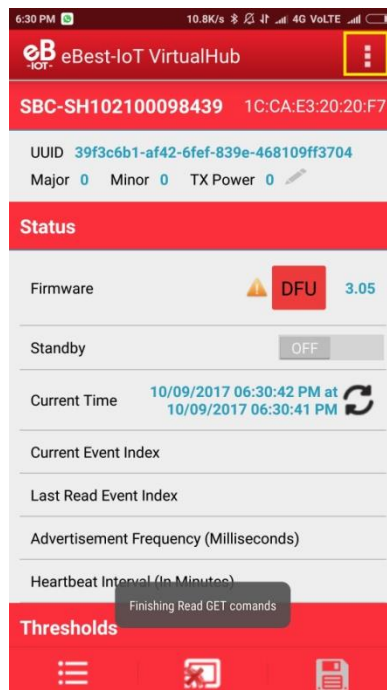 6:30 PM 10.8K/s 4G VoLTE
eB -IOT- eBest-IoT VirtualHub
SBC-SH102100098439 1C:CA:E3:20:20:F7
UUID 39f3c6b1-af42-6fef-839e-468109ff3704
Major 0 Minor 0 TX Power 0
Status
Firmware DFU 3.05
Standby OFF
Current Time 10/09/2017 06:30:42 PM at
10/09/2017 06:30:41 PM
Current Event Index
Last Read Event Index
Advertisement Frequency (Milliseconds)
Heartbeat Interval (In Minutes)
Finishing Read GET comands
Thresholds